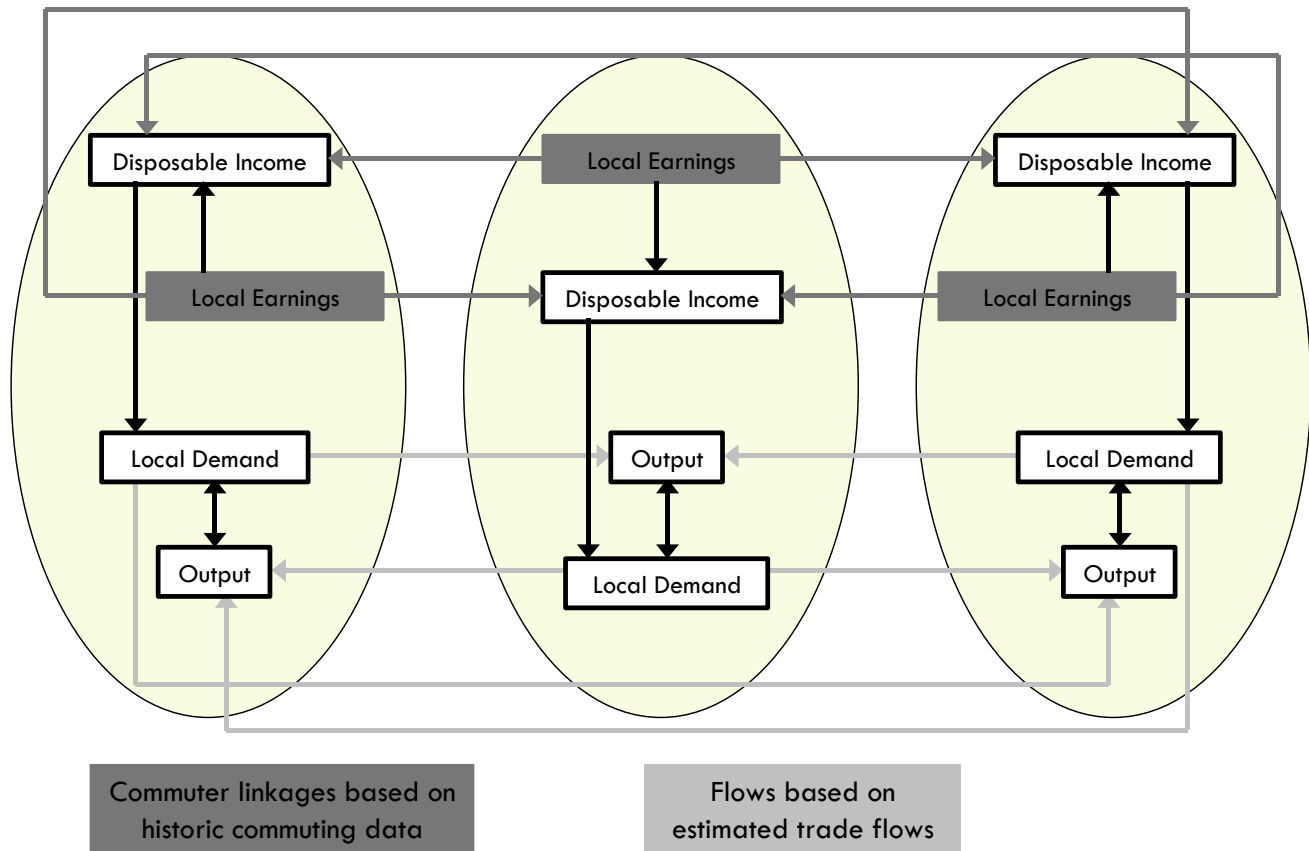 Disposable Income
Local Earnings
Disposable Income
Local Earnings
Disposable Income
Local Earnings
Local Demand
Output
Local Demand
Output
Local Demand
Output
Commuter linkages based on
historic commuting data
Flows based on
estimated trade flows